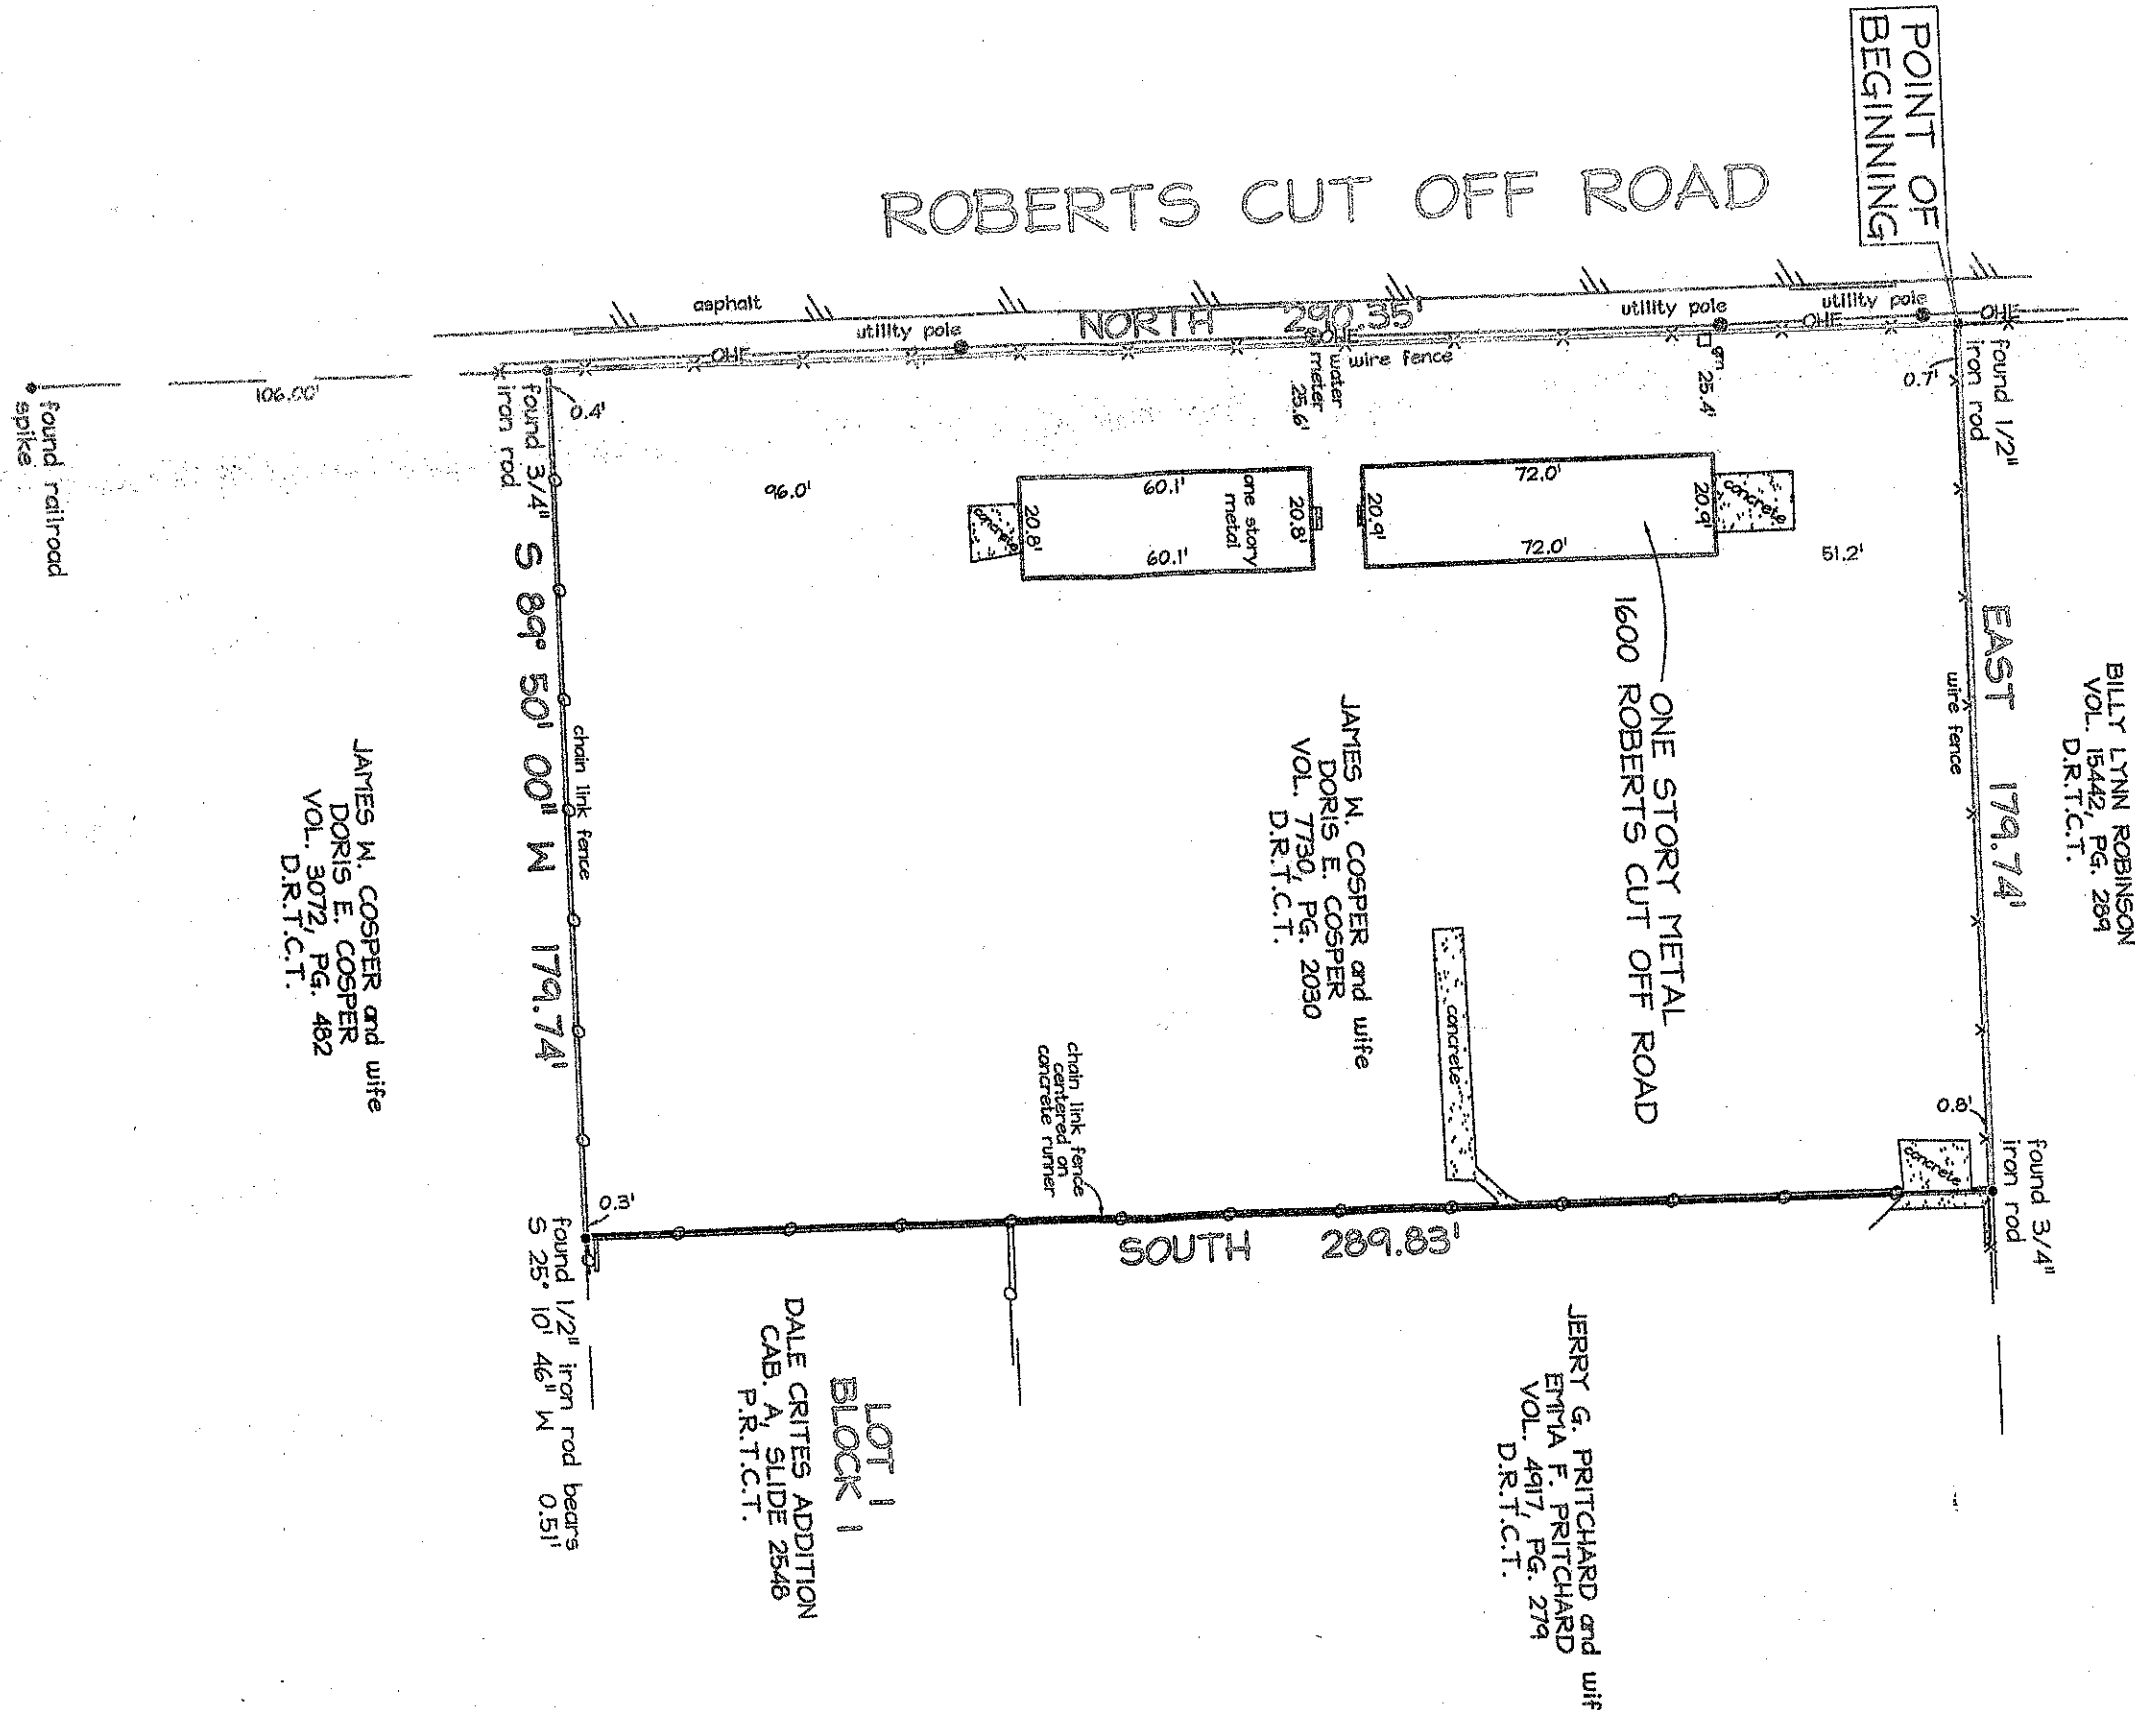 POINT OF
BEGINNING
ROBERTS CUT OFF ROAD
asphalt
utility pole
NORTH 290.35'
utility pole
utility pole
OHE
OHE
OHE
OHE
wire fence
water
meter
25.6'
gm
25.4'
0.7'
found 1/2"
iron rod
106.00'
found railroad
spike
found 3/4"
iron rod
0.4'
96.0'
concrete
20.8'
60.1'
60.1'
one story
metal
20.8'
20.9'
72.0'
72.0'
20.9'
concrete
51.2'
ONE STORY METAL
1600 ROBERTS CUT OFF ROAD
EAST 179.74'
wire fence
BILLY LYNN ROBINSON
VOL. 15442, PG. 289
D.R.T.C.T.
S 89° 50' 00" W 179.74'
chain link fence
JAMES W. COSPER and wife
DORIS E. COSPER
VOL. 3072, PG. 482
D.R.T.C.T.
JAMES W. COSPER and wife
DORIS E. COSPER
VOL. 7730, PG. 2030
D.R.T.C.T.
concrete
chain link fence
centered on
concrete runner
0.8'
found 3/4"
iron rod
concrete
0.3'
found 1/2" iron rod bears
S 25° 10' 46" W 0.51'
SOUTH 289.83'
LOT 1
BLOCK 1
DALE CRITES ADDITION
CAB. A, SLIDE 2548
P.R.T.C.T.
JERRY G. PRITCHARD and wif
EMMA F. PRITCHARD
VOL. 4917, PG. 279
D.R.T.C.T.